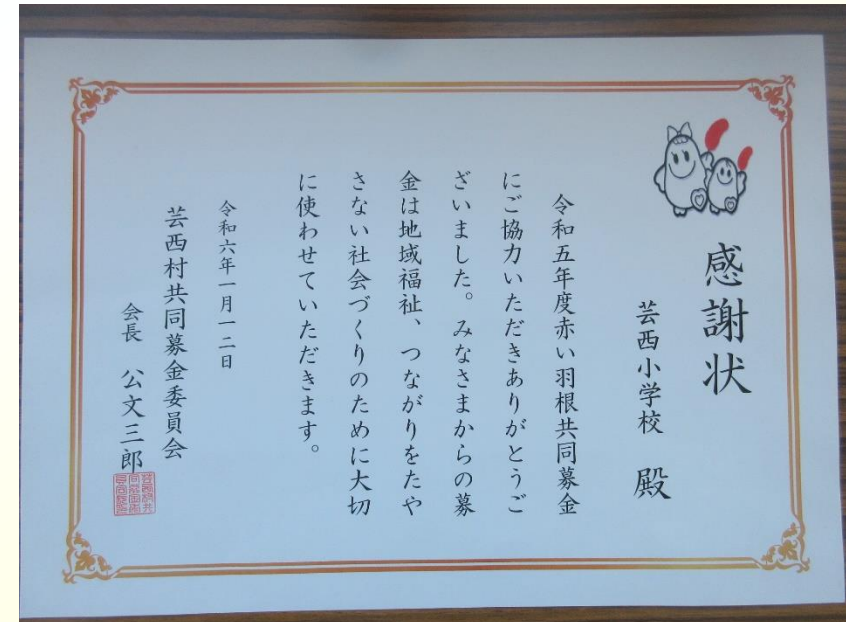 感謝状
芸西小学校 殿
令和五年度赤い羽根共同募金
にご協力いただきありがとうご
ざいました。みなさまからの募
金は地域福祉、つながりをたや
さない社会づくりのために大切
に使わせていただきます。
令和六年一月一二日
芸西村共同募金委員会
会長 公文三郎